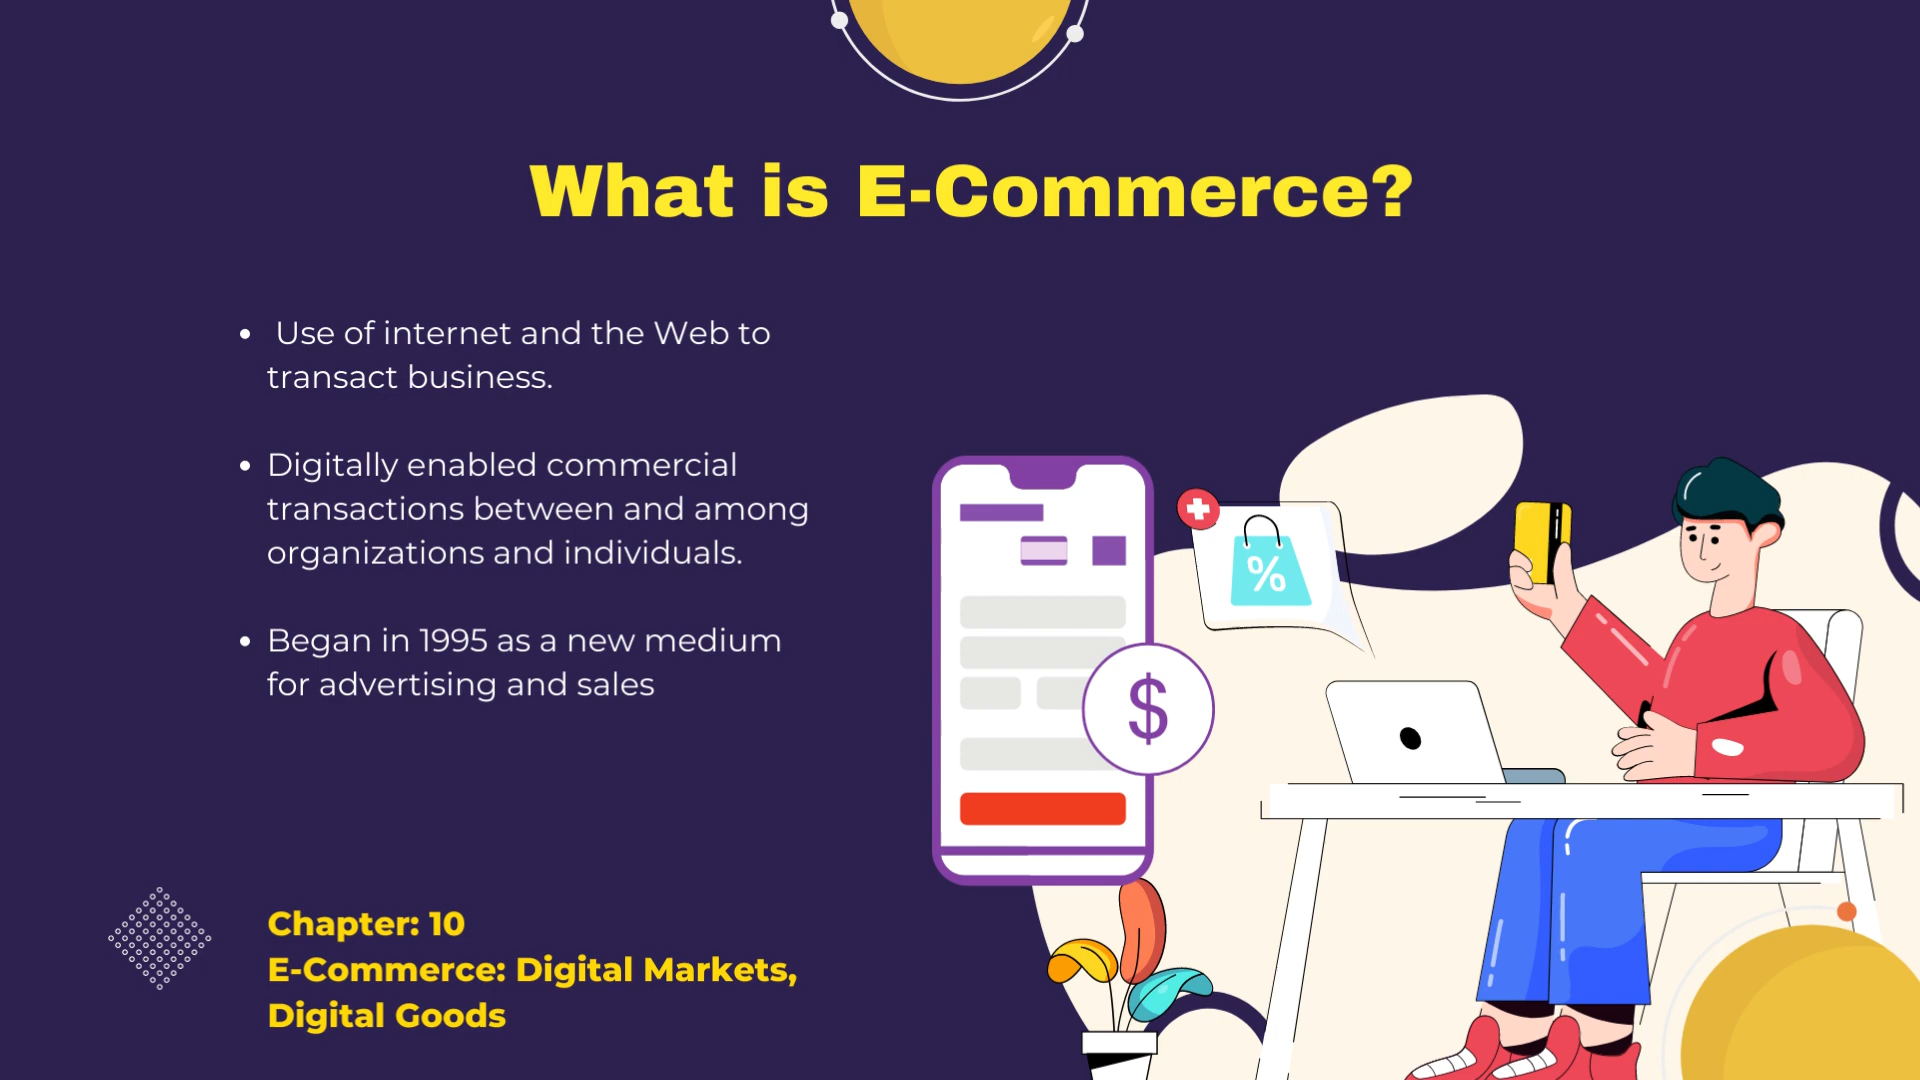 What is E-Commerce?
• Use of internet and the Web to
transact business.
• Digitally enabled commercial
transactions between and among
organizations and individuals.
• Began in 1995 as a new medium
for advertising and sales
%
$
Chapter: 10
E-Commerce: Digital Markets,
Digital Goods